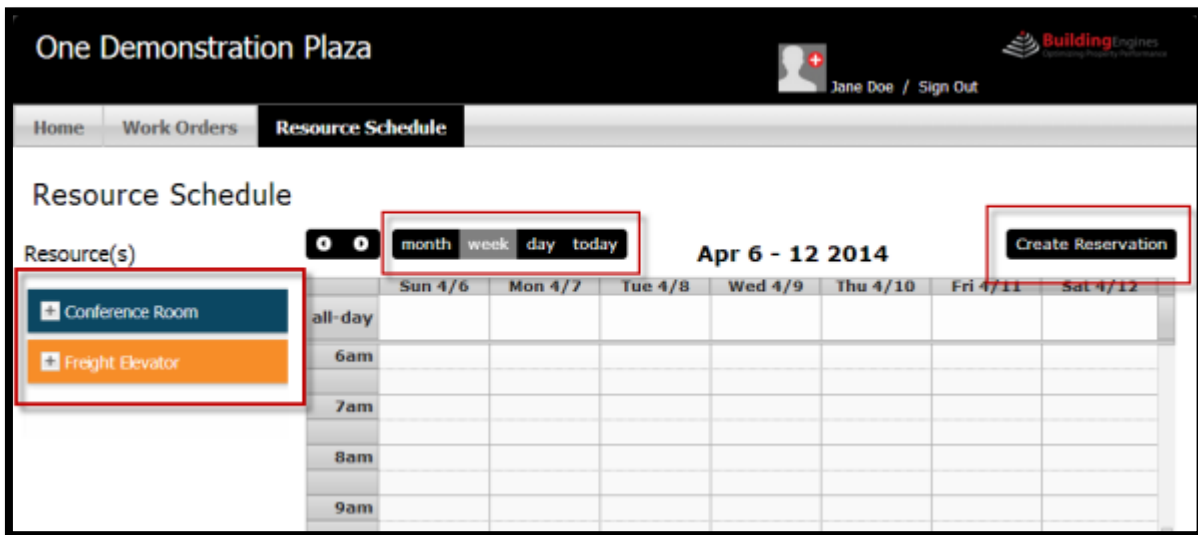 One Demonstration Plaza
BuildingEngines
Optimizing Property Performance
Jane Doe / Sign Out
Home Work Orders Resource Schedule
Resource Schedule
Resource(s)
month week day today
Apr 6 - 12 2014
Create Reservation
Conference Room
Freight Elevator
Sun 4/6 Mon 4/7 Tue 4/8 Wed 4/9 Thu 4/10 Fri 4/11 Sat 4/12
all-day
6am
7am
8am
9am